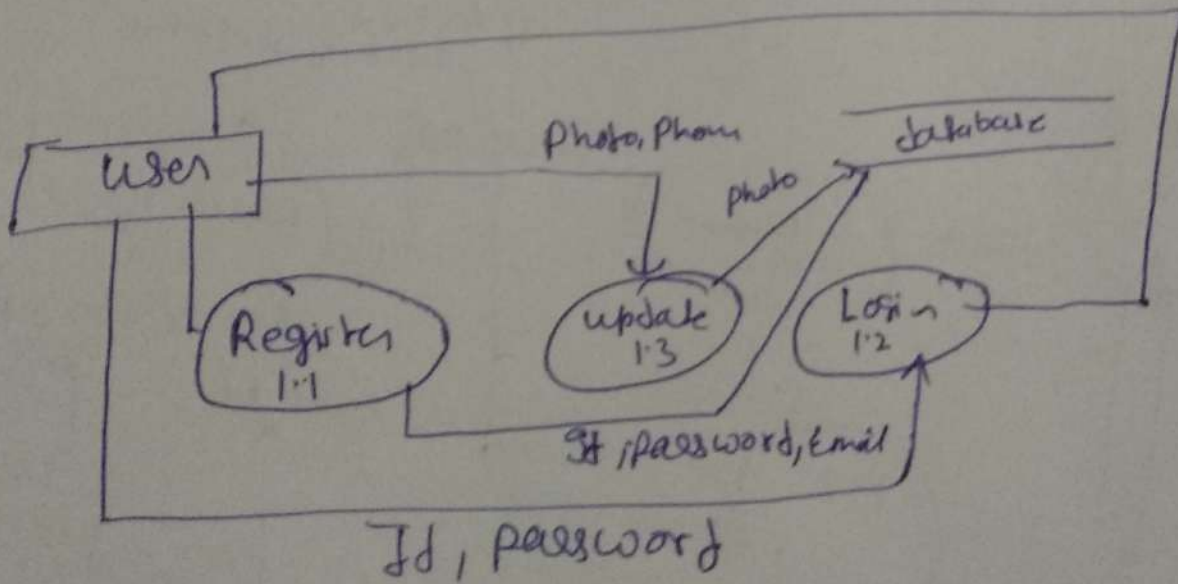 user
Photo, Phone
database
photo
Register
1.1
update
1.3
Login
1.2
Id, password, Email
Id, password